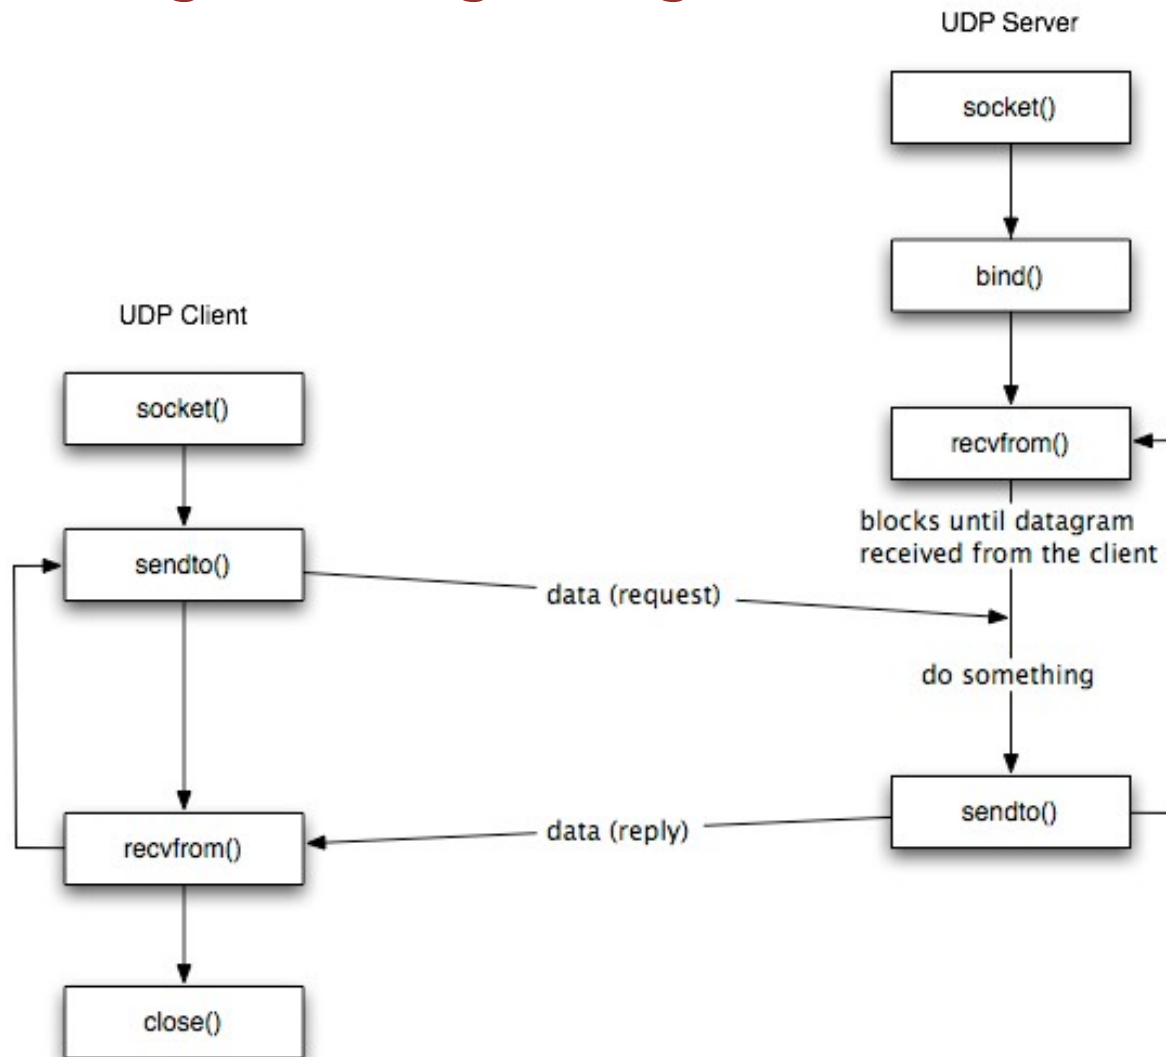 UDP Server
socket()
bind()
UDP Client
socket()
recvfrom()
blocks until datagram
received from the client
sendto()
data (request)
do something
sendto()
data (reply)
recvfrom()
close()